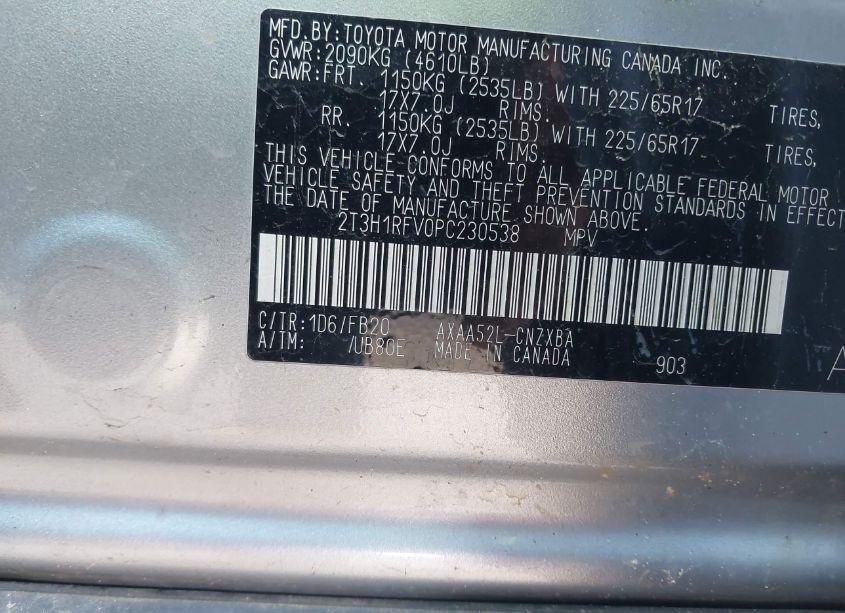 MFD.BY:TOYOTA MOTOR MANUFACTURING CANADA INC.
GVWR:2090KG (4610LB)
GAWR:FRT. 1150KG (2535LB) WITH 225/65R17 TIRES,
17X7.0J RIMS.
RR. 1150KG (2535LB) WITH 225/65R17 TIRES,
17X7.0J RIMS.
THIS VEHICLE CONFORMS TO ALL APPLICABLE FEDERAL MOTOR
VEHICLE SAFETY AND THEFT PREVENTION STANDARDS IN EFFECT
THE DATE OF MANUFACTURE SHOWN ABOVE.
2T3H1RFV0PC230538 MPV
C/TR:1D6/FB20 AXAA52L-CNZXBA
A/TM: /UB80E MADE IN CANADA 903
A